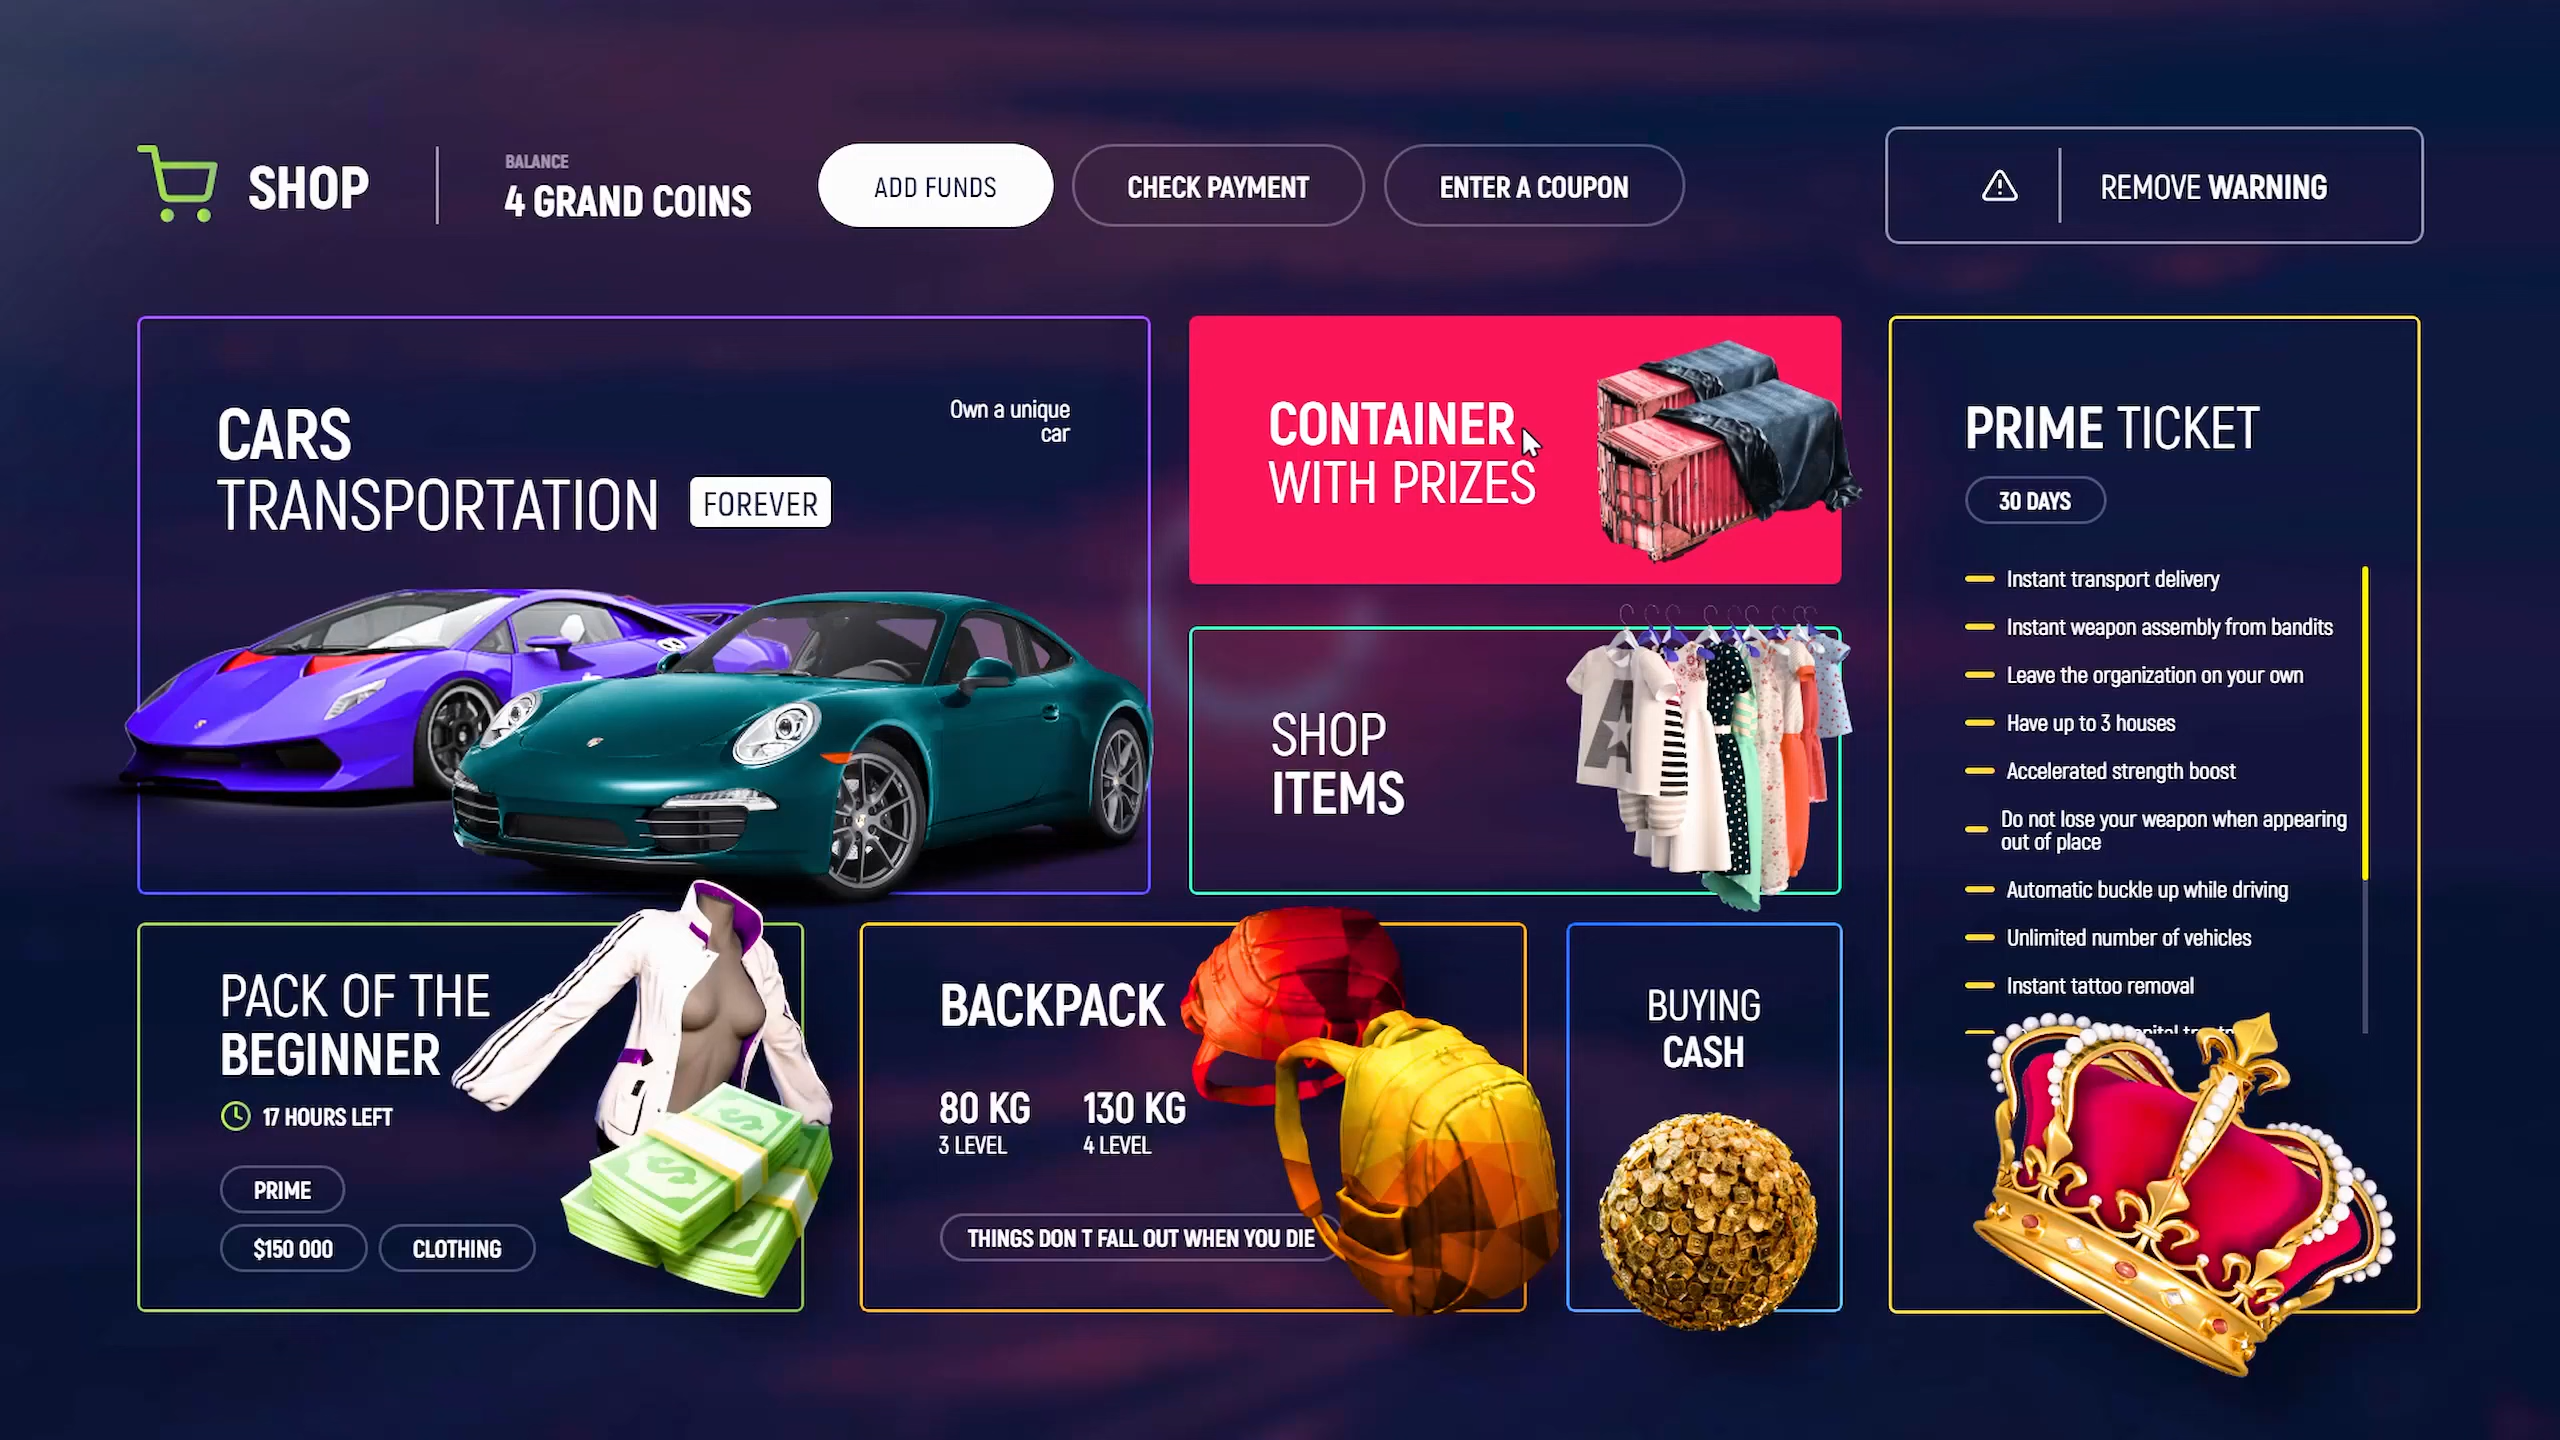 SHOP
BALANCE
4 GRAND COINS
ADD FUNDS
CHECK PAYMENT
ENTER A COUPON
REMOVE WARNING
CARS
TRANSPORTATION FOREVER
Own a unique
car
CONTAINER
WITH PRIZES
SHOP
ITEMS
PRIME TICKET
30 DAYS
Instant transport delivery
Instant weapon assembly from bandits
Leave the organization on your own
Have up to 3 houses
Accelerated strength boost
Do not lose your weapon when appearing
out of place
Automatic buckle up while driving
Unlimited number of vehicles
Instant tattoo removal
PACK OF THE
BEGINNER
17 HOURS LEFT
PRIME
$150 000
CLOTHING
BACKPACK
80 KG
3 LEVEL
130 KG
4 LEVEL
THINGS DON T FALL OUT WHEN YOU DIE
BUYING
CASH